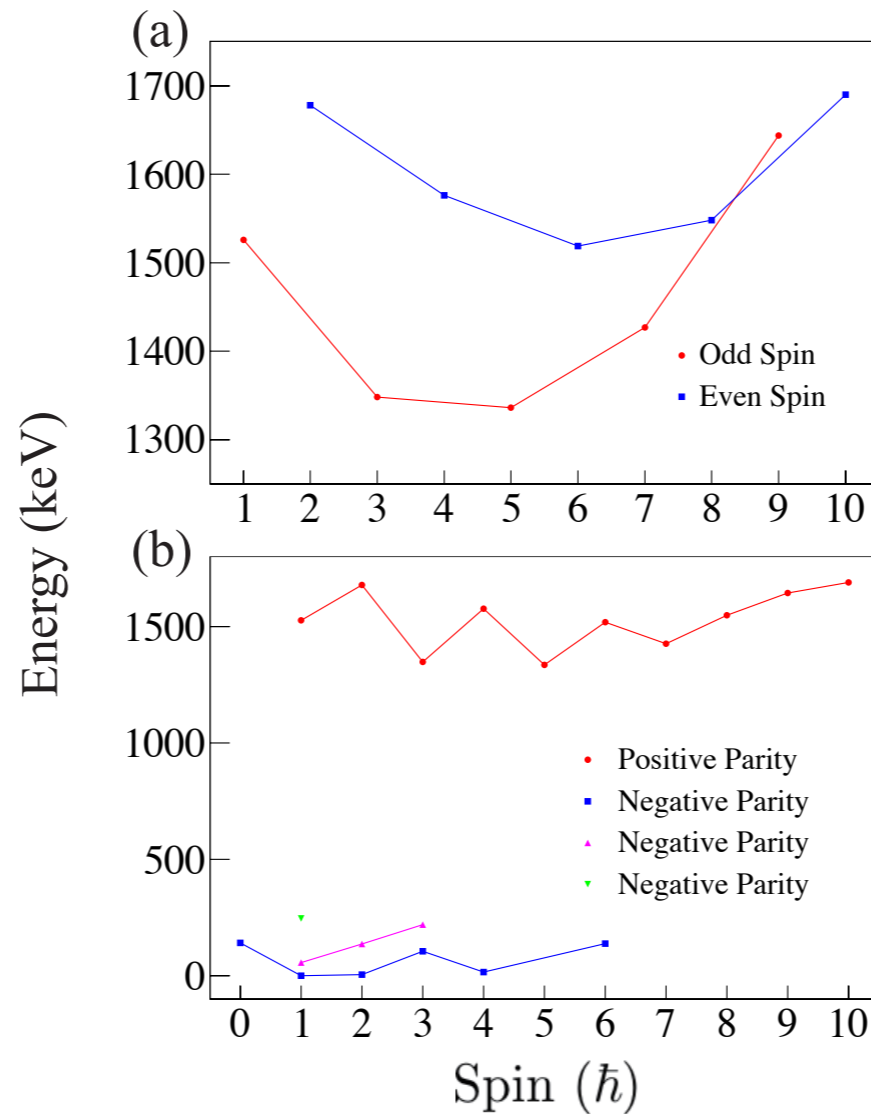 (a)
1700
1600
1500
1400
1300
Odd Spin
Even Spin
1 2 3 4 5 6 7 8 9 10
Energy (keV)
(b)
1500
1000
500
0
Positive Parity
Negative Parity
Negative Parity
Negative Parity
0 1 2 3 4 5 6 7 8 9 10
Spin (ℏ)